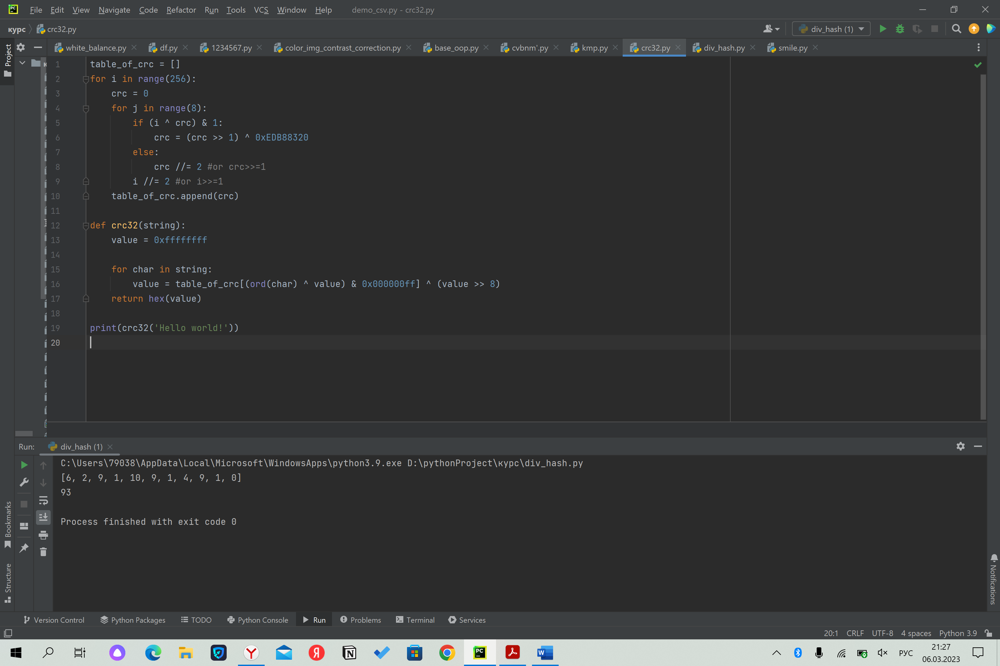 PC File Edit View Navigate Code Refactor Run Tools VCS Window Help demo_csv.py - crc32.py
курс crc32.py div_hash (1)
Project white_balance.py df.py 1234567.py color_img_contrast_correction.py base_oop.py cvbnm'.py kmp.py crc32.py div_hash.py smile.py
1 table_of_crc = []
2 for i in range(256):
3 crc = 0
4 for j in range(8):
5 if (i ^ crc) & 1:
6 crc = (crc >> 1) ^ 0xEDB88320
7 else:
8 crc //= 2 #or crc>>=1
9 i //= 2 #or i>>=1
10 table_of_crc.append(crc)
11
12 def crc32(string):
13 value = 0xffffffff
14
15 for char in string:
16 value = table_of_crc[(ord(char) ^ value) & 0x000000ff] ^ (value >> 8)
17 return hex(value)
18
19 print(crc32('Hello world!'))
20
Run: div_hash (1)
C:\Users\79038\AppData\Local\Microsoft\WindowsApps\python3.9.exe D:\pythonProject\курс\div_hash.py
[6, 2, 9, 1, 10, 9, 1, 4, 9, 1, 0]
93
Process finished with exit code 0
Bookmarks
Structure
Notifications
Version Control Python Packages TODO Python Console Run Problems Terminal Services
20:1 CRLF UTF-8 4 spaces Python 3.9
Y Я N PC W РУС 21:27
06.03.2023